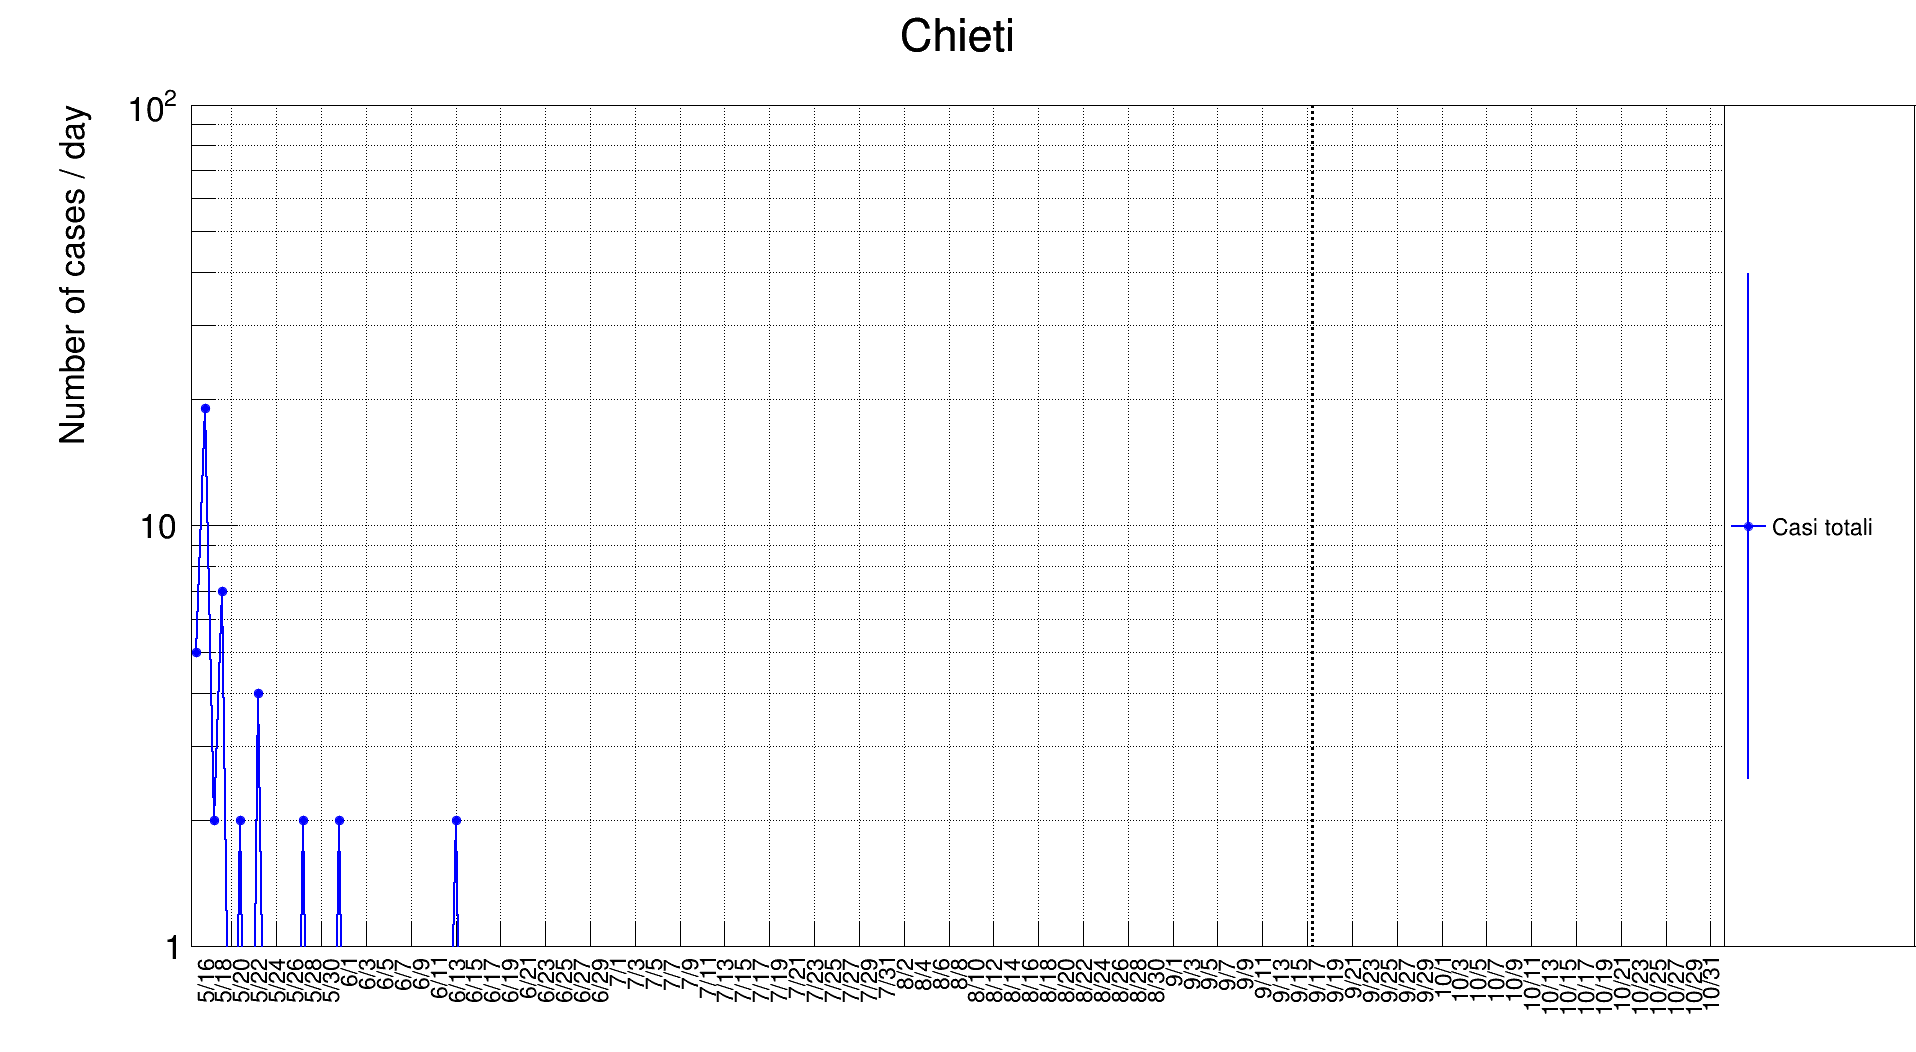 Chieti
Number of cases / day
10²
10
1
Casi totali
5/16 5/18 5/20 5/22 5/24 5/26 5/28 5/30 6/1 6/3 6/5 6/7 6/9 6/11 6/13 6/15 6/17 6/19 6/21 6/23 6/25 6/27 6/29 7/1 7/3 7/5 7/7 7/9 7/11 7/13 7/15 7/17 7/19 7/21 7/23 7/25 7/27 7/29 7/31 8/2 8/4 8/6 8/8 8/10 8/12 8/14 8/16 8/18 8/20 8/22 8/24 8/26 8/28 8/30 9/1 9/3 9/5 9/7 9/9 9/11 9/13 9/15 9/17 9/19 9/21 9/23 9/25 9/27 9/29 10/1 10/3 10/5 10/7 10/9 10/11 10/13 10/15 10/17 10/19 10/21 10/23 10/25 10/27 10/29 10/31